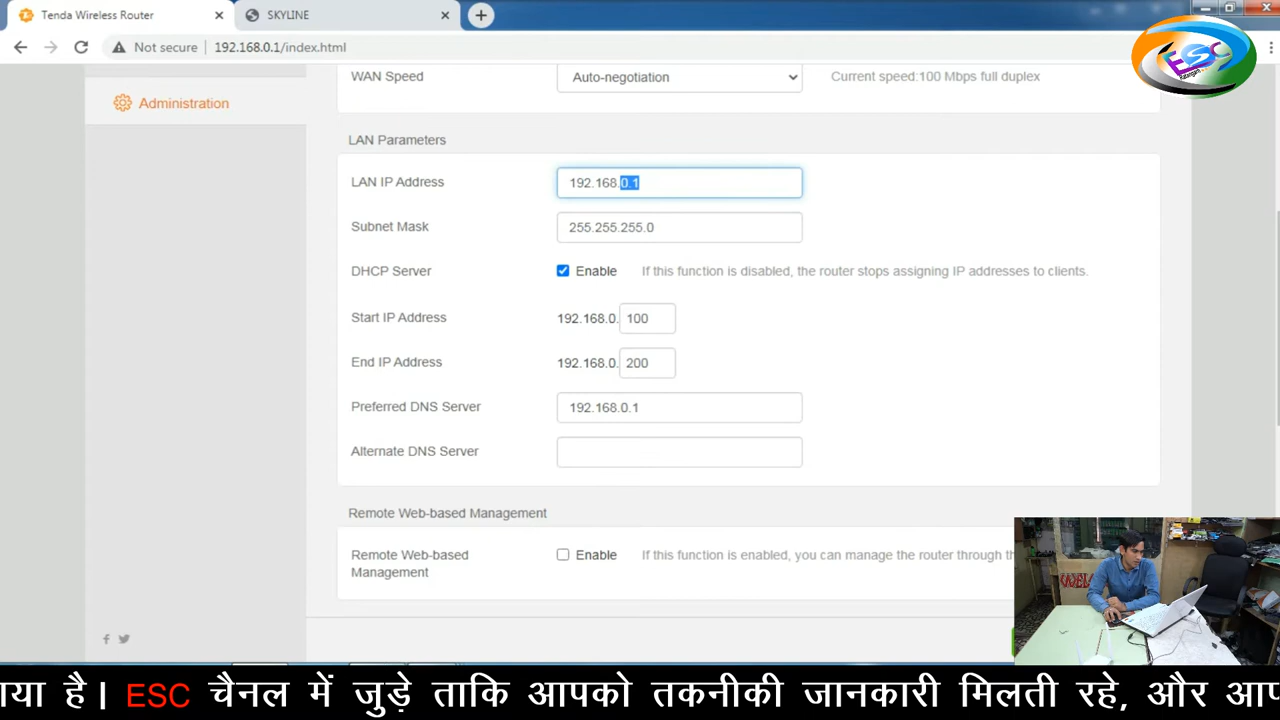 Tenda Wireless Router
SKYLINE
Not secure 192.168.0.1/index.html
ESC
Ratangarh
WAN Speed Auto-negotiation Current speed:100 Mbps full duplex
Administration
LAN Parameters
LAN IP Address 192.168.0.1
Subnet Mask 255.255.255.0
DHCP Server Enable If this function is disabled, the router stops assigning IP addresses to clients.
Start IP Address 192.168.0. 100
End IP Address 192.168.0. 200
Preferred DNS Server 192.168.0.1
Alternate DNS Server
Remote Web-based Management
Remote Web-based Management Enable If this function is enabled, you can manage the router through th
WEL
ाया है। ESC चैनल में जुड़े ताकि आपको तकनीकी जानकारी मिलती रहे, और आप